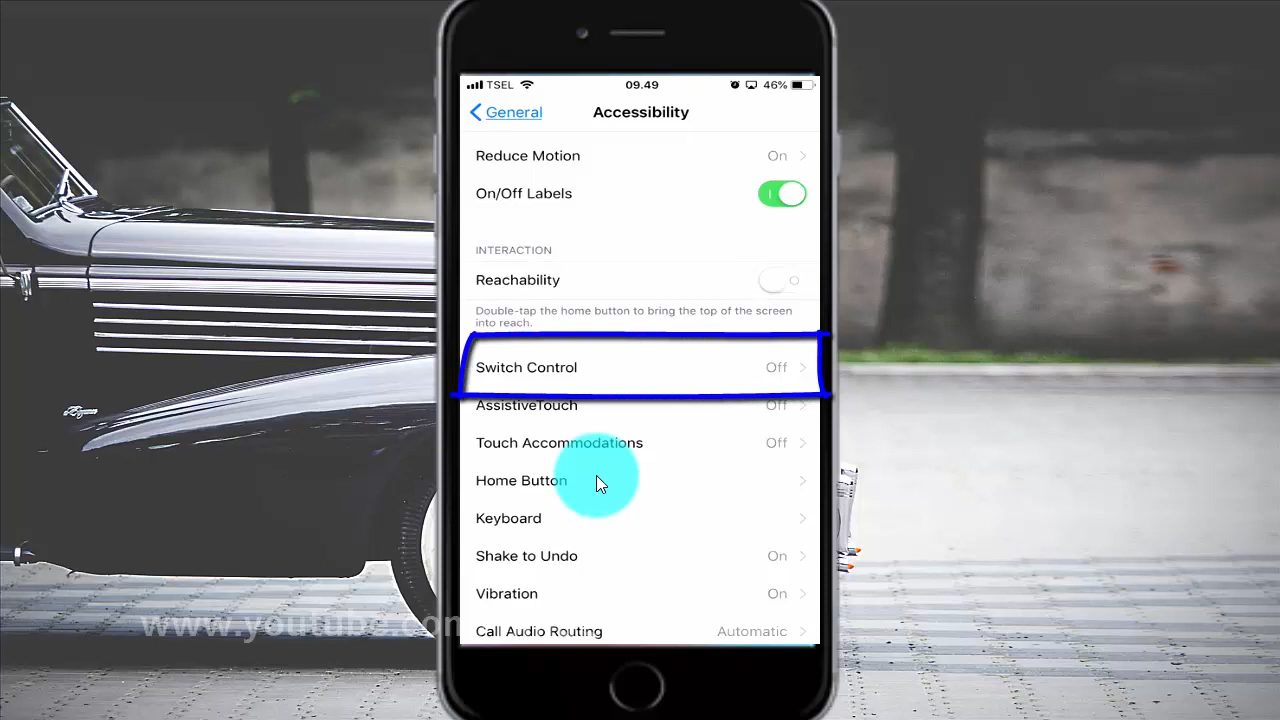 TSEL 09.49 46%
General Accessibility
Reduce Motion On
On/Off Labels
INTERACTION
Reachability
Double-tap the home button to bring the top of the screen
into reach.
Switch Control Off
AssistiveTouch Off
Touch Accommodations Off
Home Button
Keyboard
Shake to Undo On
Vibration On
www.youtube.com
Call Audio Routing Automatic